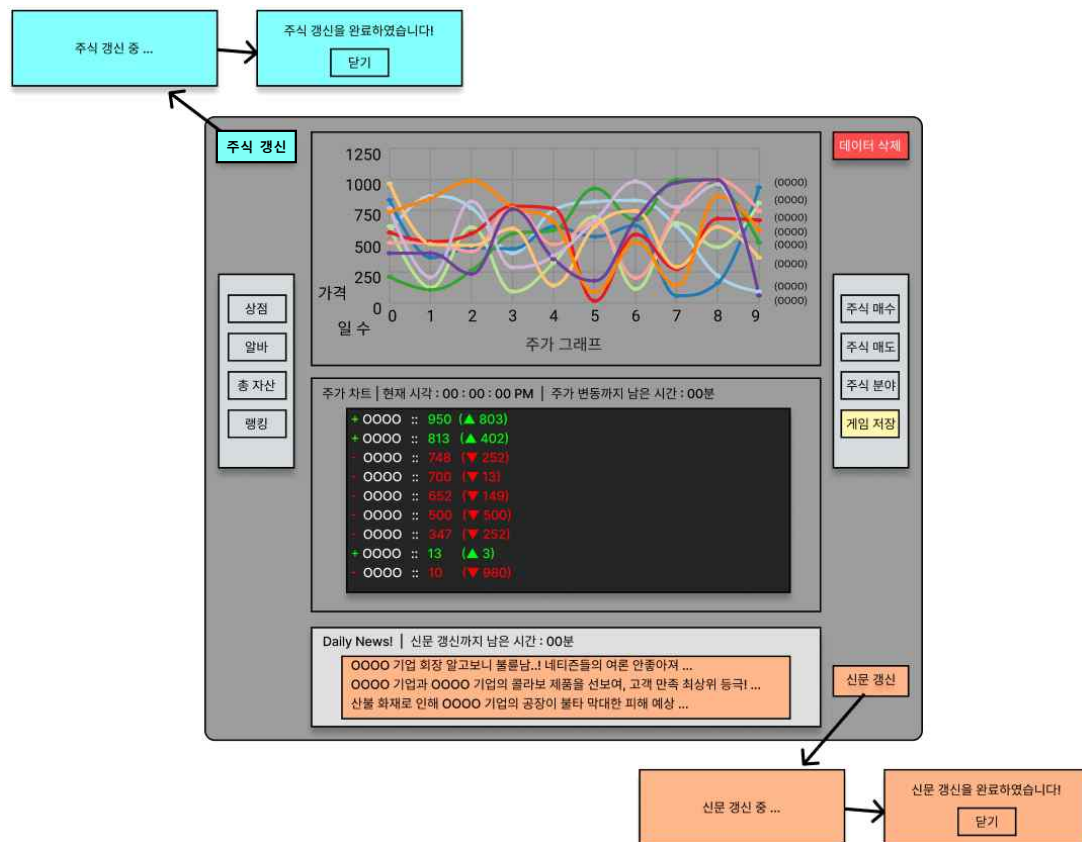 주식 갱신 중 ...
주식 갱신을 완료하였습니다!
닫기
주식 갱신
데이터 삭제
1250
1000
750
500
250
0
가격
일 수
0 1 2 3 4 5 6 7 8 9
주가 그래프
(0000)
(0000)
(0000)
(0000)
(0000)
(0000)
(0000)
(0000)
상점
알바
총 자산
랭킹
주식 매수
주식 매도
주식 분야
게임 저장
주가 차트 | 현재 시각 : 00 : 00 : 00 PM | 주가 변동까지 남은 시간 : 00분
+ OOOO :: 950 (▲ 803)
+ OOOO :: 813 (▲ 402)
- OOOO :: 748 (▼ 252)
- OOOO :: 700 (▼ 13)
- OOOO :: 652 (▼ 149)
- OOOO :: 500 (▼ 500)
- OOOO :: 347 (▼ 252)
+ OOOO :: 13 (▲ 3)
- OOOO :: 10 (▼ 980)
Daily News! | 신문 갱신까지 남은 시간 : 00분
OOOO 기업 회장 알고보니 불륜남..! 네티즌들의 여론 안좋아져 ...
OOOO 기업과 OOOO 기업의 콜라보 제품을 선보여, 고객 만족 최상위 등극! ...
산불 화재로 인해 OOOO 기업의 공장이 불타 막대한 피해 예상 ...
신문 갱신
신문 갱신 중 ...
신문 갱신을 완료하였습니다!
닫기